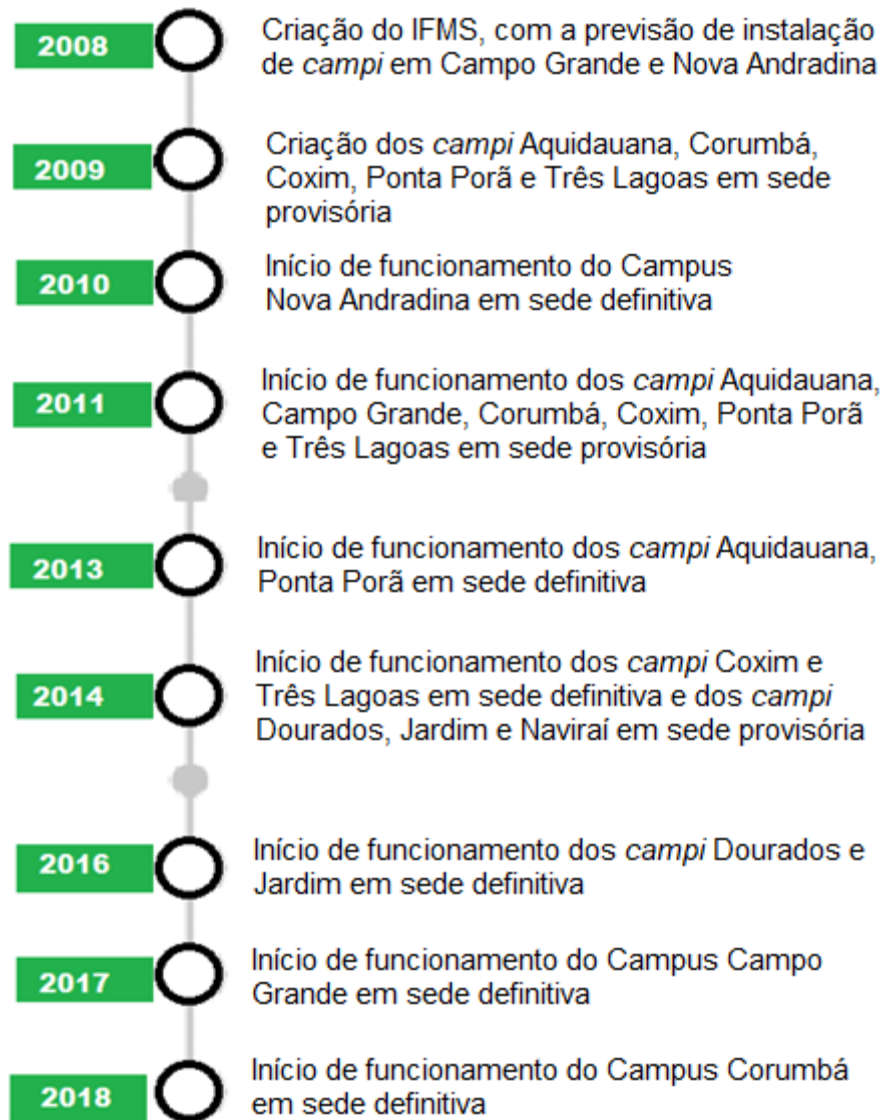 2008
Criação do IFMS, com a previsão de instalação
de campi em Campo Grande e Nova Andradina
2009
Criação dos campi Aquidauana, Corumbá,
Coxim, Ponta Porã e Três Lagoas em sede
provisória
2010
Início de funcionamento do Campus
Nova Andradina em sede definitiva
2011
Início de funcionamento dos campi Aquidauana,
Campo Grande, Corumbá, Coxim, Ponta Porã
e Três Lagoas em sede provisória
2013
Início de funcionamento dos campi Aquidauana,
Ponta Porã em sede definitiva
2014
Início de funcionamento dos campi Coxim e
Três Lagoas em sede definitiva e dos campi
Dourados, Jardim e Naviraí em sede provisória
2016
Início de funcionamento dos campi Dourados e
Jardim em sede definitiva
2017
Início de funcionamento do Campus Campo
Grande em sede definitiva
2018
Início de funcionamento do Campus Corumbá
em sede definitiva